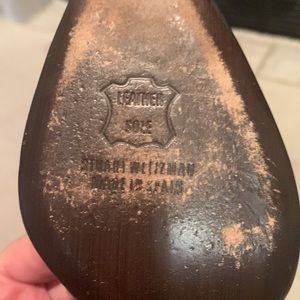 LEATHER
SOLE
STUART WEITZMAN
MADE IN SPAIN